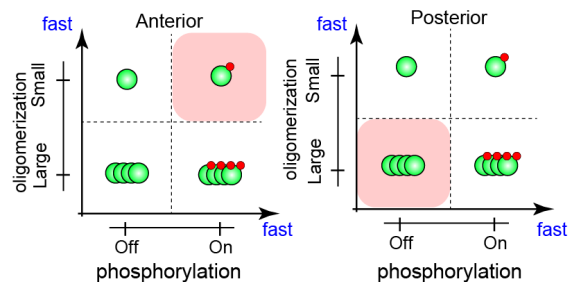 Anterior
fast
oligomerization
Small
Large
fast
Off
On
phosphorylation
Posterior
fast
oligomerization
Small
Large
fast
Off
On
phosphorylation